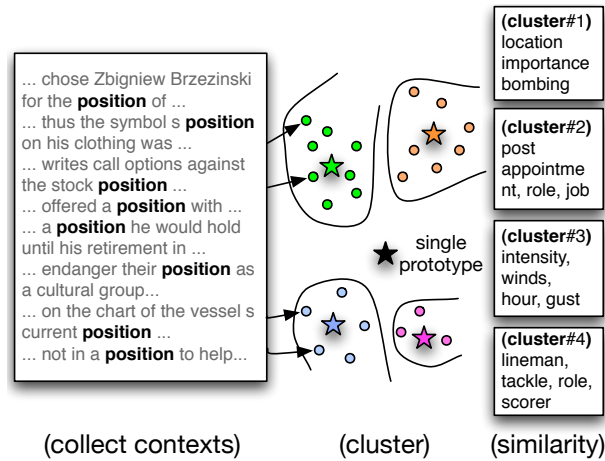 ... chose Zbigniew Brzezinski
for the position of ...
... thus the symbol s position
on his clothing was ...
... writes call options against
the stock position ...
... offered a position with ...
... a position he would hold
until his retirement in ...
... endanger their position as
a cultural group...
... on the chart of the vessel s
current position ...
... not in a position to help...
(collect contexts)
single
prototype
(cluster)
(cluster#1)
location
importance
bombing
(cluster#2)
post
appointme
nt, role, job
(cluster#3)
intensity,
winds,
hour, gust
(cluster#4)
lineman,
tackle, role,
scorer
(similarity)